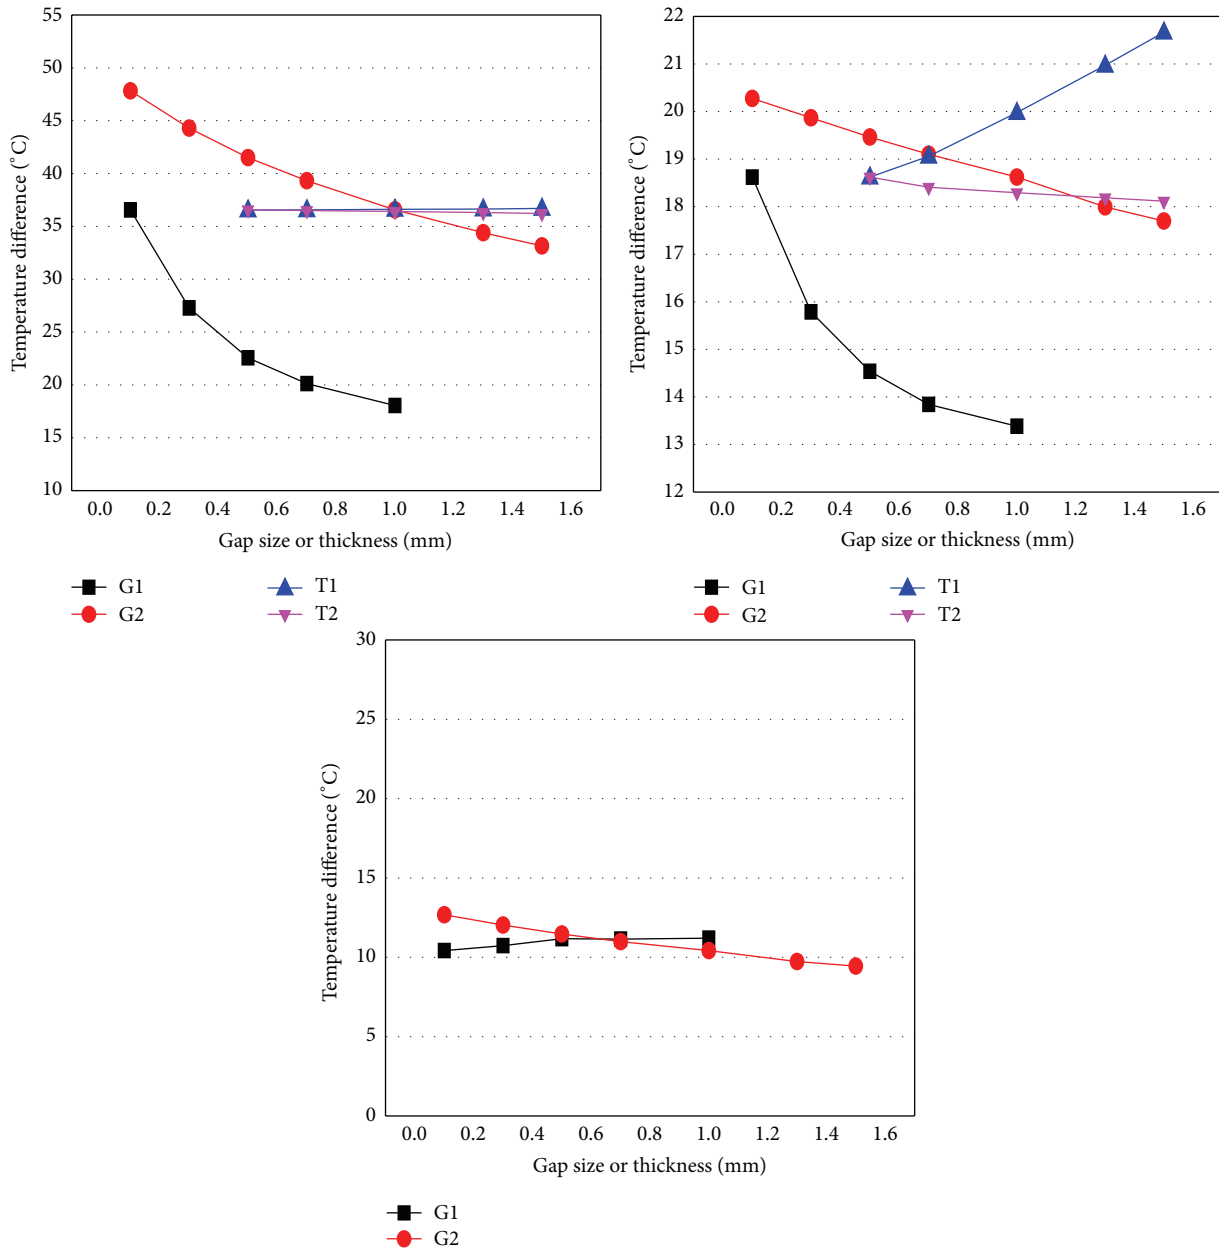 55
50
45
40
35
30
25
20
15
10
Temperature difference (°C)
0.0 0.2 0.4 0.6 0.8 1.0 1.2 1.4 1.6
Gap size or thickness (mm)
G1 T1
G2 T2
22
21
20
19
18
17
16
15
14
13
12
Temperature difference (°C)
0.0 0.2 0.4 0.6 0.8 1.0 1.2 1.4 1.6
Gap size or thickness (mm)
G1 T1
G2 T2
30
25
20
15
10
5
0
Temperature difference (°C)
0.0 0.2 0.4 0.6 0.8 1.0 1.2 1.4 1.6
Gap size or thickness (mm)
G1
G2